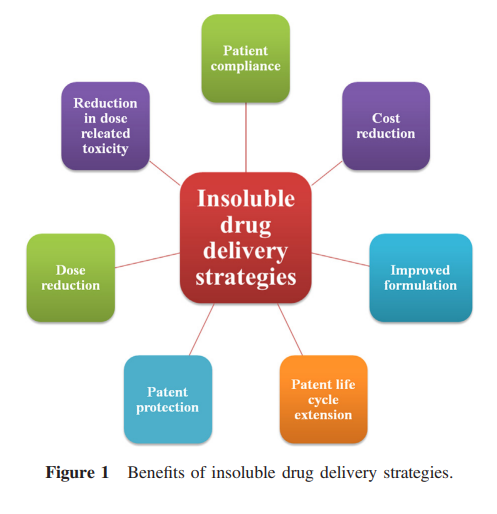 Patient
compliance
Reduction
in dose
releated
toxicity
Cost
reduction
Insoluble
drug
delivery
strategies
Dose
reduction
Improved
formulation
Patent
protection
Patent life
cycle
extension
Figure 1 Benefits of insoluble drug delivery strategies.